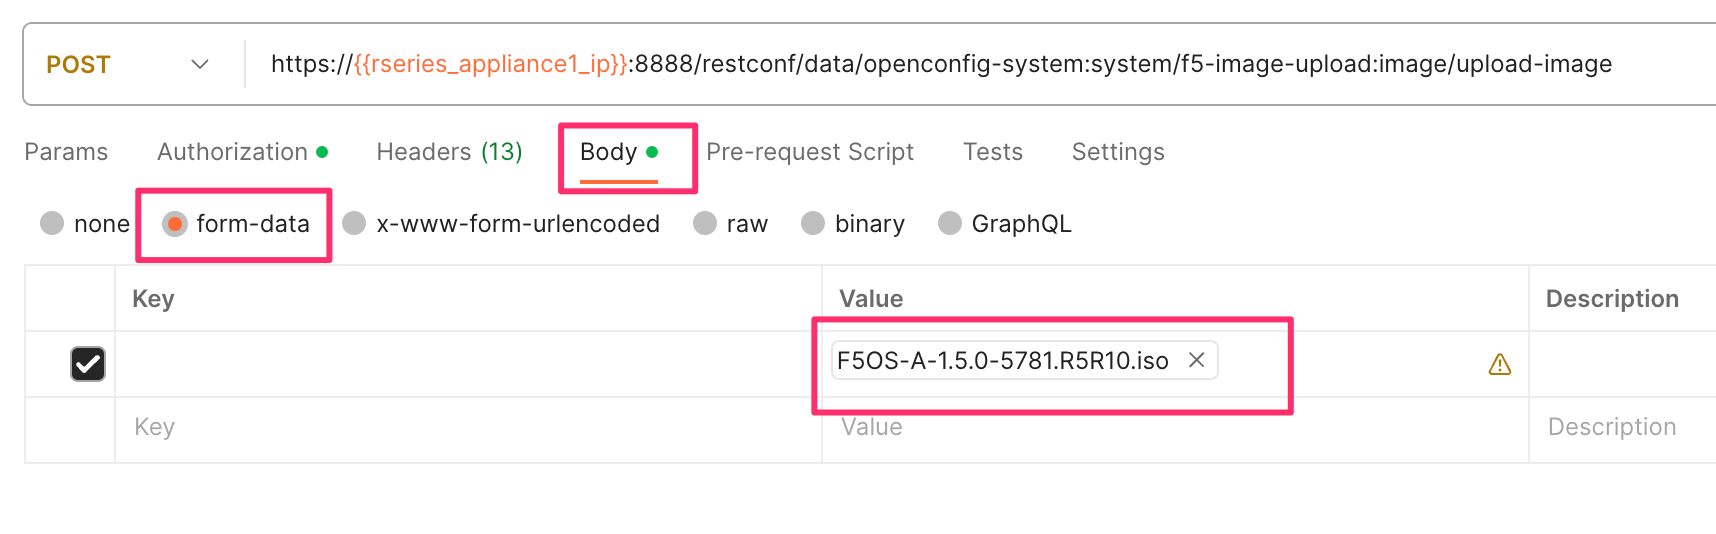 POST https://{{rseries_appliance1_ip}}:8888/restconf/data/openconfig-system:system/f5-image-upload:image/upload-image
Params Authorization Headers (13) Body Pre-request Script Tests Settings
none form-data x-www-form-urlencoded raw binary GraphQL
Key Value Description
F5OS-A-1.5.0-5781.R5R10.iso
Key Value Description